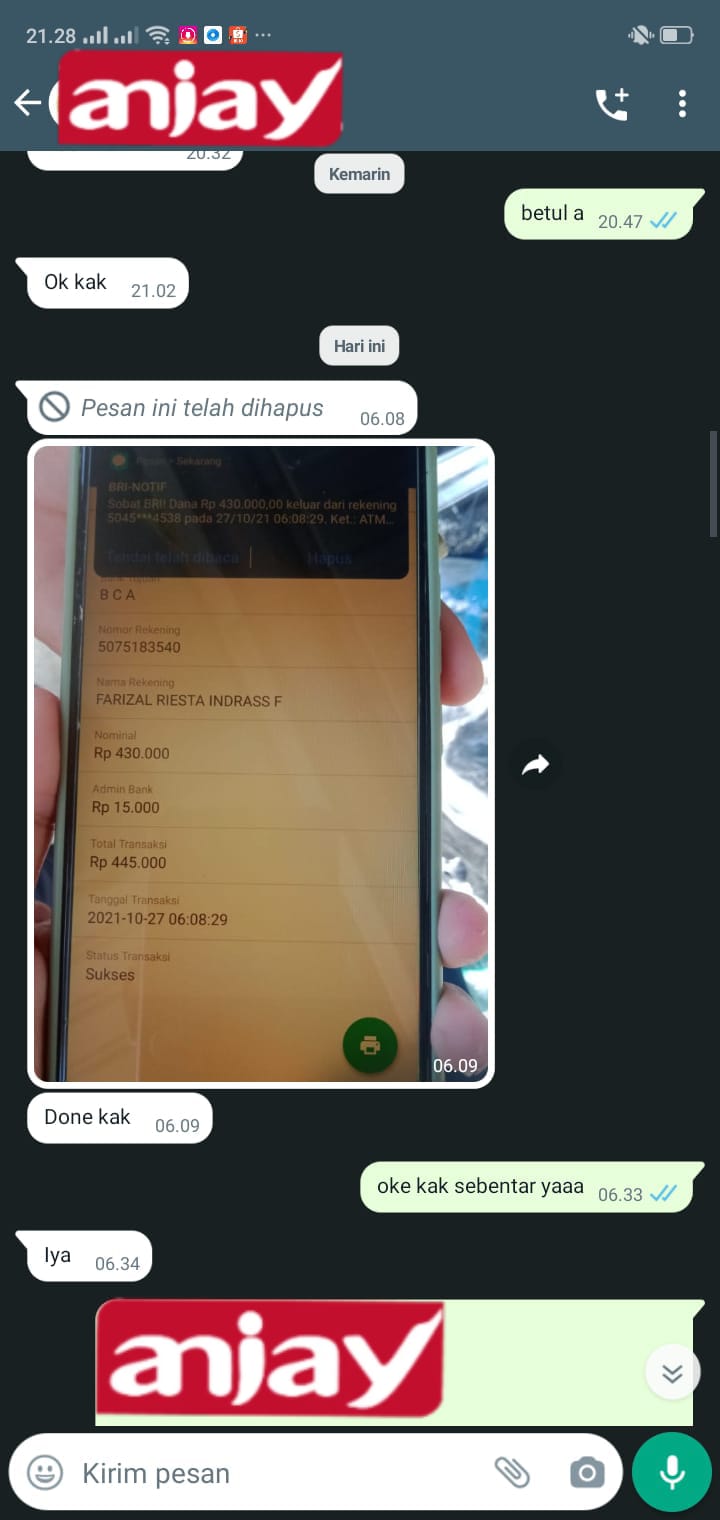 21.28
anjay
20.32
Kemarin
betul a 20.47
Ok kak 21.02
Hari ini
Pesan ini telah dihapus 06.08
Pesan • Sekarang
BRI-NOTIF
Sobat BRI! Dana Rp 430.000,00 keluar dari rekening
5045***4538 pada 27/10/21 06:08:29. Ket.: ATM...
Tandai telah dibaca Hapus
Bank Tujuan
B C A
Nomor Rekening
5075183540
Nama Rekening
FARIZAL RIESTA INDRASS F
Nominal
Rp 430.000
Admin Bank
Rp 15.000
Total Transaksi
Rp 445.000
Tanggal Transaksi
2021-10-27 06:08:29
Status Transaksi
Sukses
06.09
Done kak 06.09
oke kak sebentar yaaa 06.33
Iya 06.34
anjay
Kirim pesan